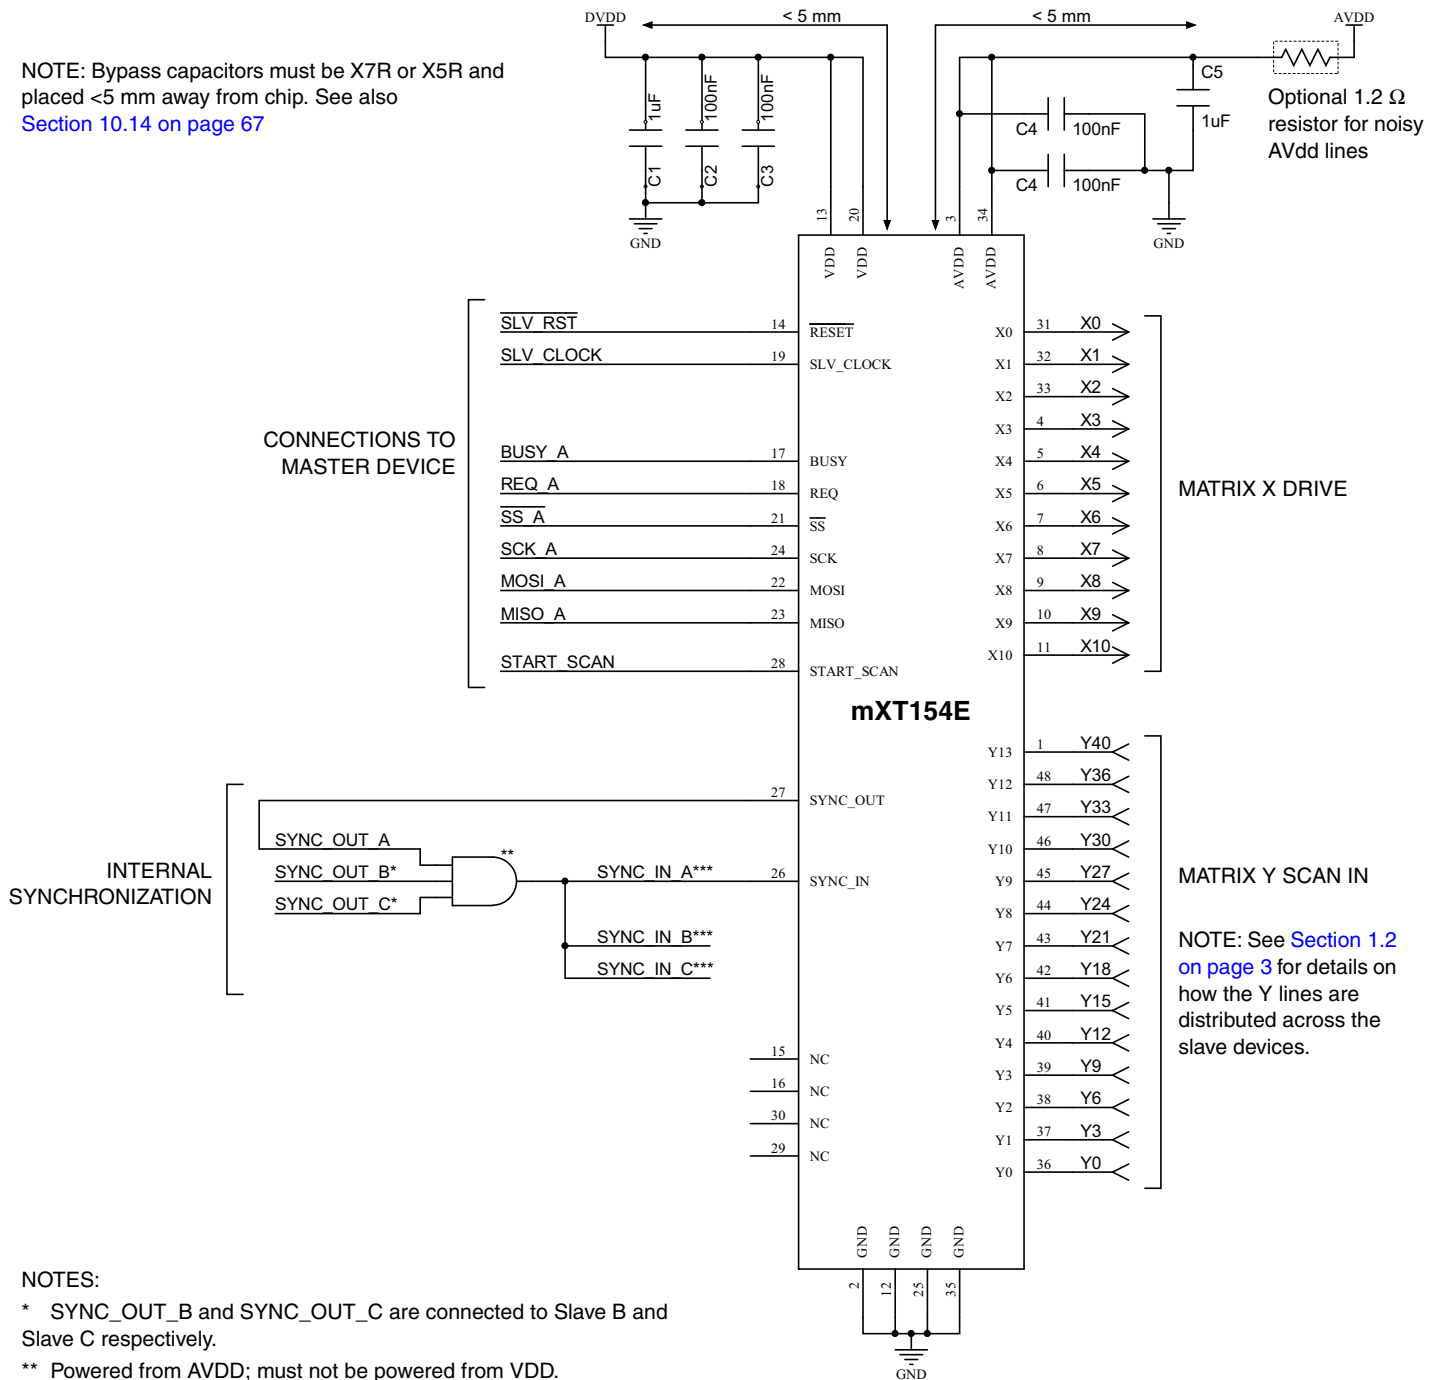 DVDD
< 5 mm
< 5 mm
AVDD
NOTE: Bypass capacitors must be X7R or X5R and
placed <5 mm away from chip. See also
Section 10.14 on page 67
1uF
100nF
100nF
C1
C2
C3
GND
C4
100nF
C4
100nF
C5
1uF
GND
Optional 1.2 Ω
resistor for noisy
AVdd lines
13
20
3
34
VDD
VDD
AVDD
AVDD
CONNECTIONS TO
MASTER DEVICE
SLV_RST 14 RESET
SLV_CLOCK 19 SLV_CLOCK
BUSY_A 17 BUSY
REQ_A 18 REQ
SS_A 21 SS
SCK_A 24 SCK
MOSI_A 22 MOSI
MISO_A 23 MISO
START_SCAN 28 START_SCAN
X0 31 X0
X1 32 X1
X2 33 X2
X3 4 X3
X4 5 X4
X5 6 X5
X6 7 X6
X7 8 X7
X8 9 X8
X9 10 X9
X10 11 X10
MATRIX X DRIVE
mXT154E
INTERNAL
SYNCHRONIZATION
27 SYNC_OUT
SYNC_OUT_A
SYNC_OUT_B*
SYNC_OUT_C*
**
SYNC_IN_A*** 26 SYNC_IN
SYNC_IN_B***
SYNC_IN_C***
15 NC
16 NC
30 NC
29 NC
Y13 1 Y40
Y12 48 Y36
Y11 47 Y33
Y10 46 Y30
Y9 45 Y27
Y8 44 Y24
Y7 43 Y21
Y6 42 Y18
Y5 41 Y15
Y4 40 Y12
Y3 39 Y9
Y2 38 Y6
Y1 37 Y3
Y0 36 Y0
MATRIX Y SCAN IN
NOTE: See Section 1.2
on page 3 for details on
how the Y lines are
distributed across the
slave devices.
GND
GND
GND
GND
2
12
25
35
GND
NOTES:
* SYNC_OUT_B and SYNC_OUT_C are connected to Slave B and
Slave C respectively.
** Powered from AVDD; must not be powered from VDD.